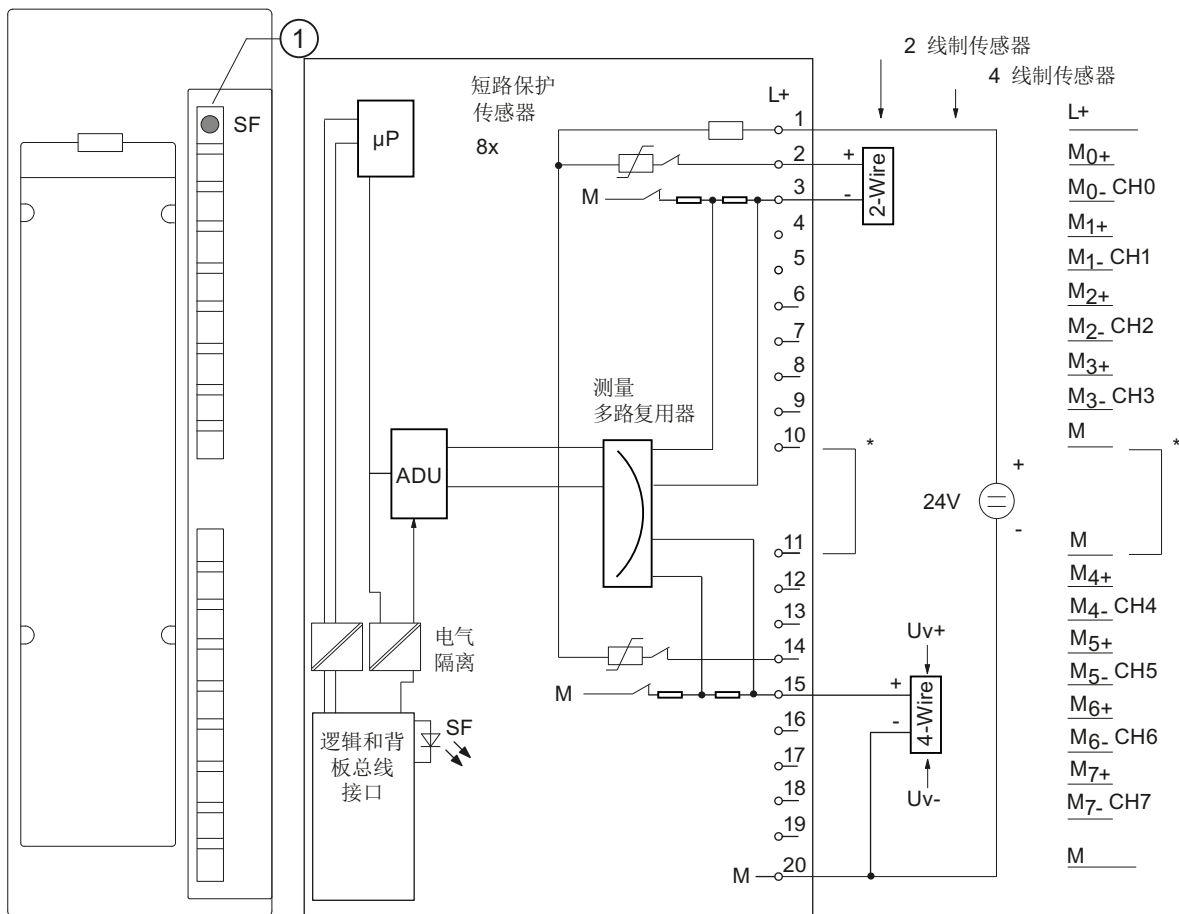 1
SF
短路保护
传感器
8x
µP
ADU
测量
多路复用器
电气
隔离
逻辑和背
板总线
接口
SF
2 线制传感器
4 线制传感器
L+
1
2
M
3
4
5
6
7
8
9
10
*
11
12
13
14
M
15
16
17
18
19
M
20
+
-
2-Wire
24V
+
-
Uv+
+
-
4-Wire
Uv-
L+
M0+
M0- CH0
M1+
M1- CH1
M2+
M2- CH2
M3+
M3- CH3
M
*
M
M4+
M4- CH4
M5+
M5- CH5
M6+
M6- CH6
M7+
M7- CH7
M